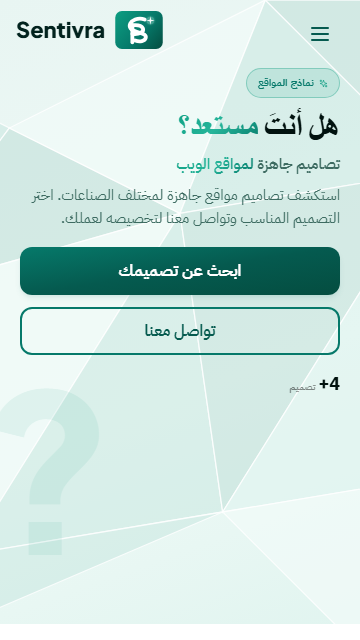 Sentivra
نماذج المواقع
هل أنتَ مستعد؟
تصاميم جاهزة لمواقع الويب
استكشف تصاميم مواقع جاهزة لمختلف الصناعات. اختر
التصميم المناسب وتواصل معنا لتخصيصه لعملك.
ابحث عن تصميمك
تواصل معنا
+4 تصميم
?